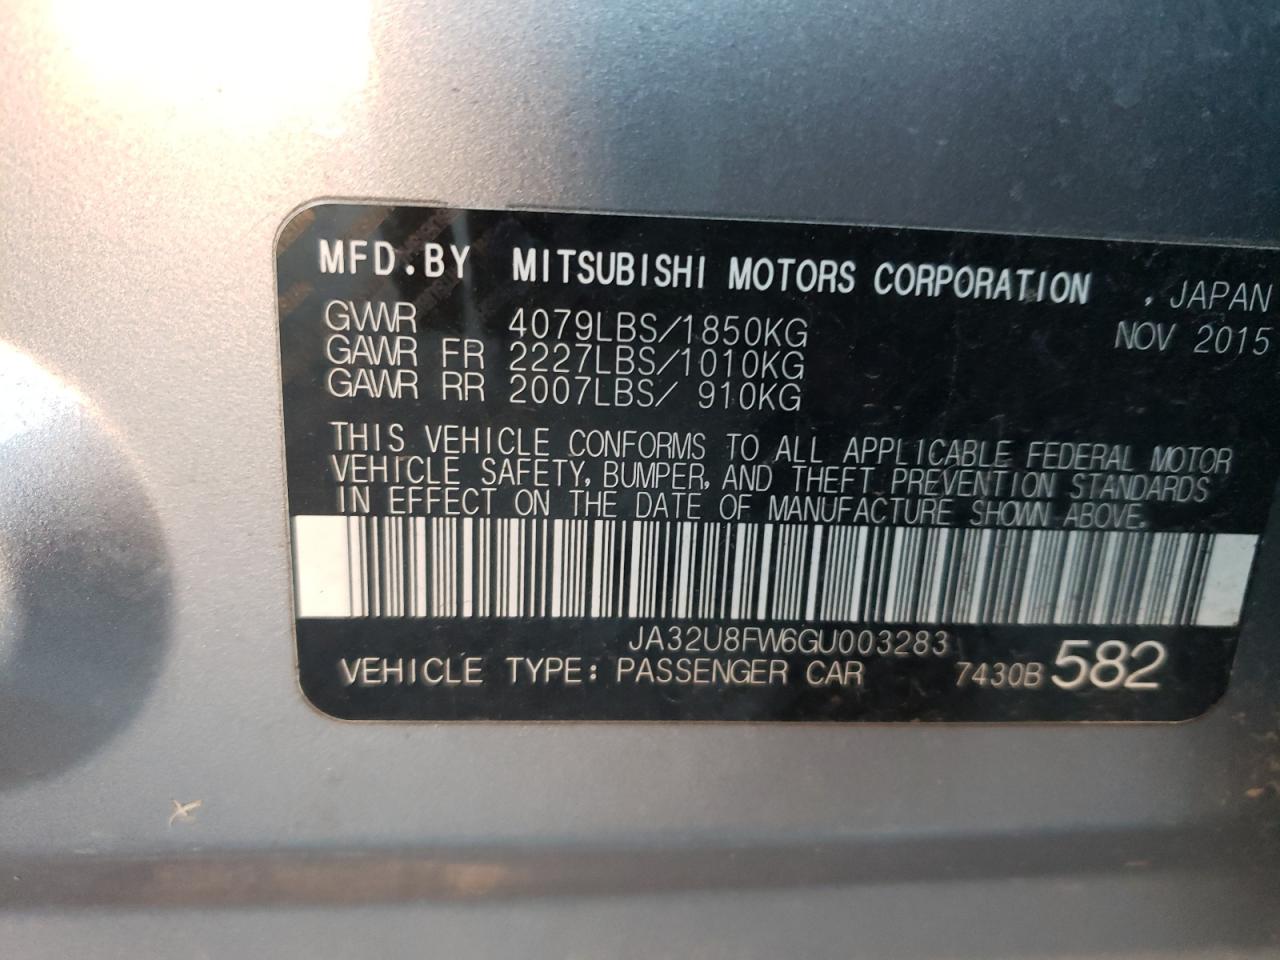 MFD.BY MITSUBISHI MOTORS CORPORATION , JAPAN
GVWR 4079LBS/1850KG NOV 2015
GAWR FR 2227LBS/1010KG
GAWR RR 2007LBS/ 910KG
THIS VEHICLE CONFORMS TO ALL APPLICABLE FEDERAL MOTOR
VEHICLE SAFETY, BUMPER, AND THEFT PREVENTION STANDARDS
IN EFFECT ON THE DATE OF MANUFACTURE SHOWN ABOVE.
JA32U8FW6GU003283
VEHICLE TYPE: PASSENGER CAR 7430B 582